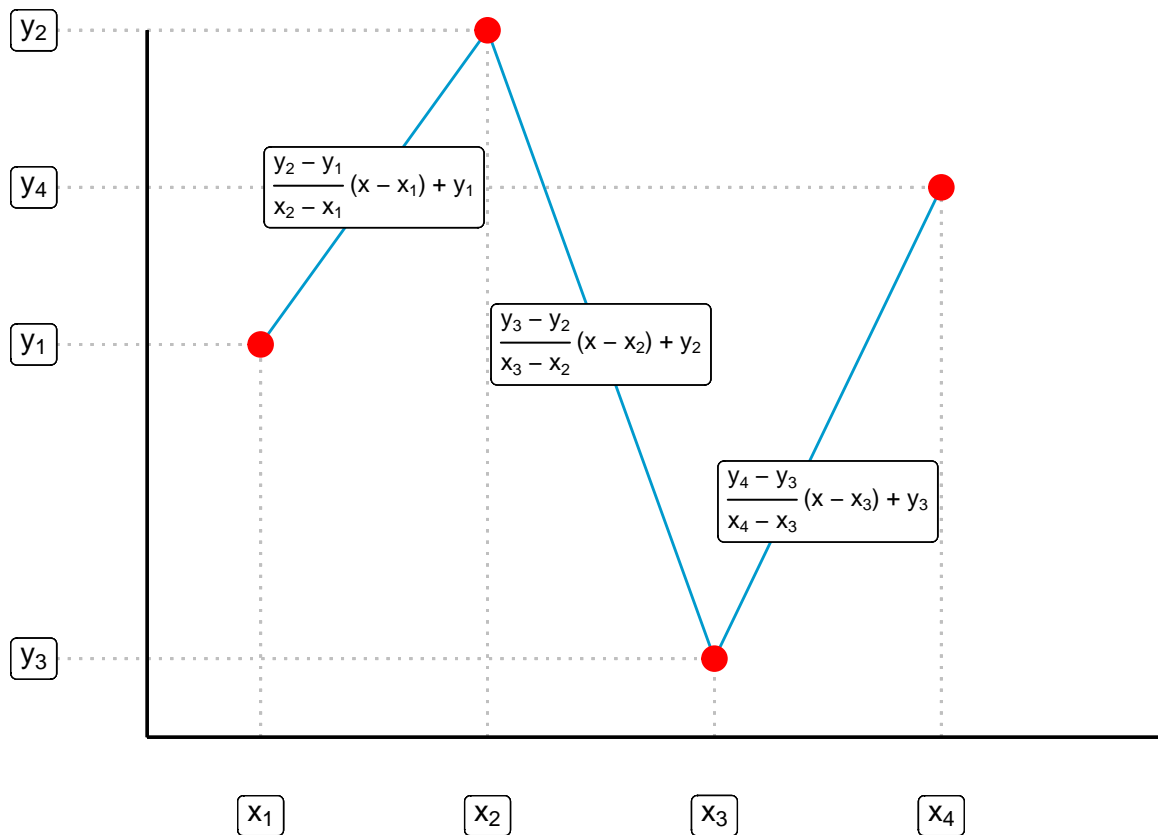 y₂
y₂ − y₁
x₂ − x₁
(x − x₁) + y₁
y₄
y₁
y₃ − y₂
x₃ − x₂
(x − x₂) + y₂
y₄ − y₃
x₄ − x₃
(x − x₃) + y₃
y₃
x₁ x₂ x₃ x₄